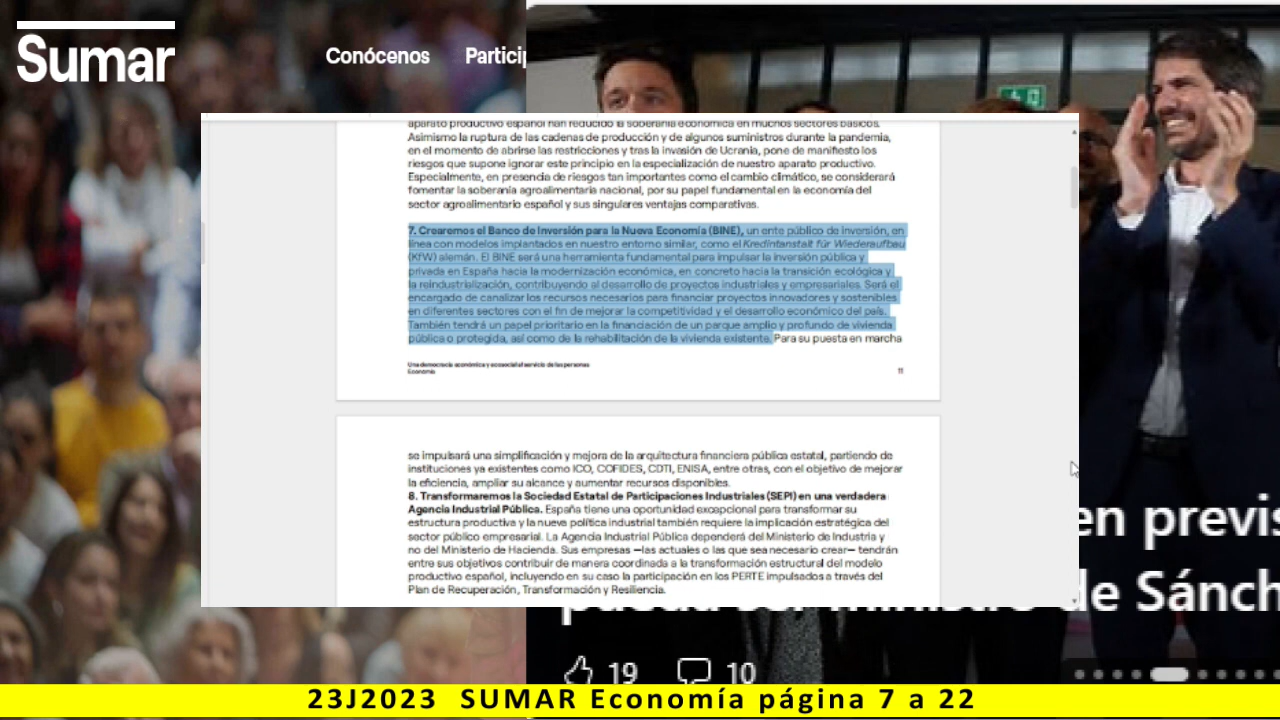 Sumar
Conócenos
aparato productivo español han reducido la soberanía económica en muchos sectores básicos.
Asimismo la ruptura de las cadenas de producción y de algunos suministros durante la pandemia,
en el momento de abrirse las restricciones y tras la invasión de Ucrania, pone de manifiesto los
riesgos que supone ignorar este principio en la especialización de nuestro aparato productivo.
Especialmente, en presencia de riesgos tan importantes como el cambio climático, se considerará
fomentar la soberanía agroalimentaria nacional, por su papel fundamental en la economía del
sector agroalimentario español y sus singulares ventajas comparativas.
7. Crearemos el Banco de Inversión para la Nueva Economía (BINE), un ente público de inversión, en
línea con modelos implantados en nuestro entorno similar, como el Kredintanstalt für Wiederaufbau
(KfW) alemán. El BINE será una herramienta fundamental para impulsar la inversión pública y
privada en España hacia la modernización económica, en concreto hacia la transición ecológica y
la reindustrialización, contribuyendo al desarrollo de proyectos industriales y empresariales. Será el
encargado de canalizar los recursos necesarios para financiar proyectos innovadores y sostenibles
en diferentes sectores con el fin de mejorar la competitividad y el desarrollo económico del país.
También tendrá un papel prioritario en la financiación de un parque amplio y profundo de vivienda
pública o protegida, así como de la rehabilitación de la vivienda existente. Para su puesta en marcha
Una democracia económica y ecosocial al servicio de las personas
Economía 11
se impulsará una simplificación y mejora de la arquitectura financiera pública estatal, partiendo de
instituciones ya existentes como ICO, COFIDES, CDTI, ENISA, entre otras, con el objetivo de mejorar
la eficiencia, ampliar su alcance y aumentar recursos disponibles.
8. Transformaremos la Sociedad Estatal de Participaciones Industriales (SEPI) en una verdadera
Agencia Industrial Pública. España tiene una oportunidad excepcional para transformar su
estructura productiva y la nueva política industrial también requiere la implicación estratégica del
sector público empresarial. La Agencia Industrial Pública dependerá del Ministerio de Industria y
no del Ministerio de Hacienda. Sus empresas —las actuales o las que sea necesario crear— tendrán
entre sus objetivos contribuir de manera coordinada a la transformación estructural del modelo
productivo español, incluyendo en su caso la participación en los PERTE impulsados a través del
Plan de Recuperación, Transformación y Resiliencia.
en previs
de Sánch
19 10
23J2023 SUMAR Economía página 7 a 22